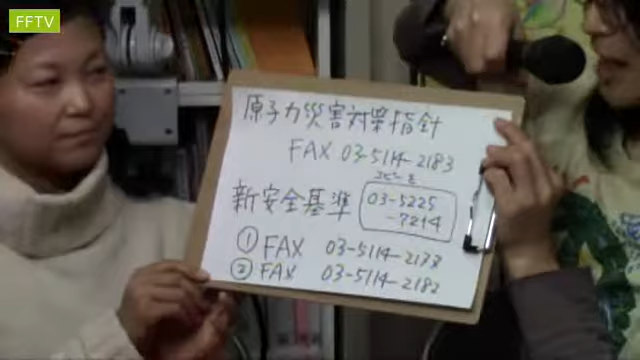 FFTV
原子力災害対策指針
FAX 03-5114-2183
コピーを
新安全基準
03-5225
-7214
① FAX 03-5114-2178
② FAX 03-5114-2182